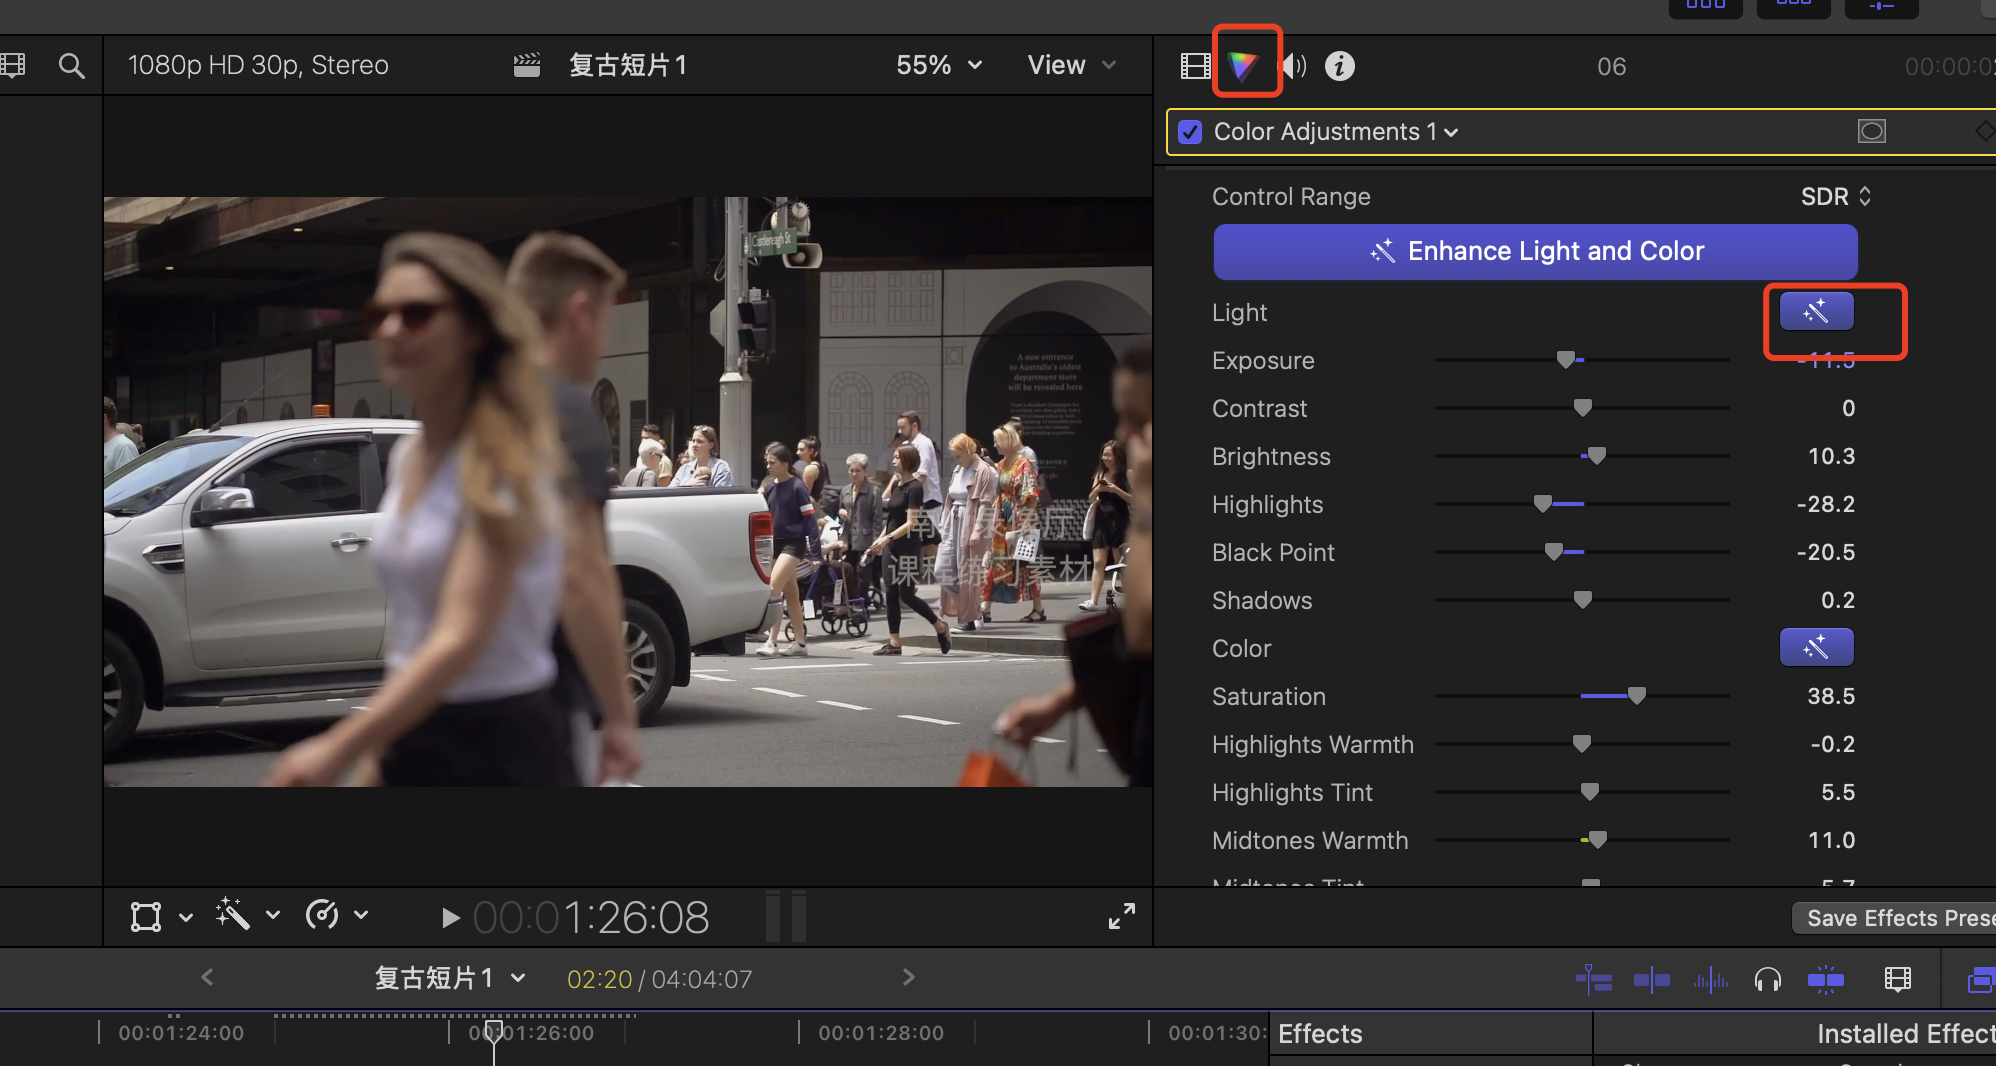 1080p HD 30p, Stereo
复古短片1
55%
View
06
Color Adjustments 1
Control Range
SDR
Enhance Light and Color
Light
Exposure
-11.5
Contrast
0
Brightness
10.3
Highlights
-28.2
Black Point
-20.5
Shadows
0.2
Color
Saturation
38.5
Highlights Warmth
-0.2
Highlights Tint
5.5
Midtones Warmth
11.0
Midtones Tint
5.7
Castlereagh St
A new entrance
to Australia's oldest
department store
will be revealed here
课程练习素材
00:01:26:08
Save Effects Prese
复古短片1
02:20 / 04:04:07
00:01:24:00
00:01:26:00
00:01:28:00
00:01:30:
Effects
Installed Effect